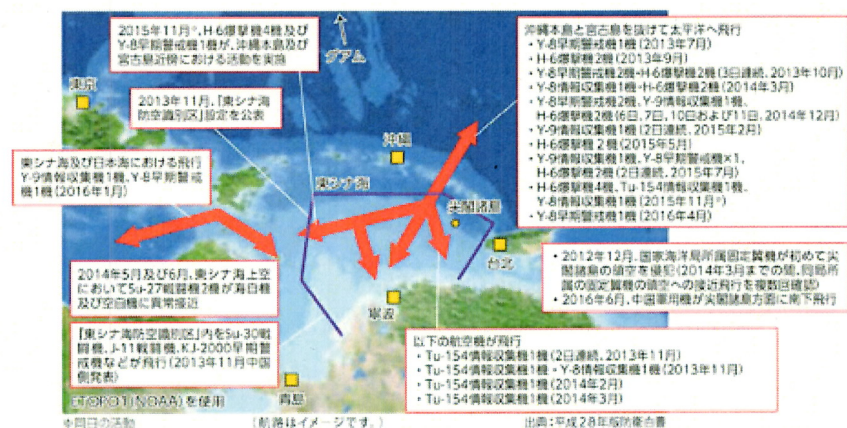 2015年11月※、H-6爆撃機4機及び
Y-8早期警戒機1機が、沖縄本島及び
宮古島近傍における活動を実施
グアム
沖縄本島と宮古島を抜けて太平洋へ飛行
・Y-8早期警戒機1機(2013年7月)
・H-6爆撃機2機(2013年9月)
・Y-8早期警戒機2機・H-6爆撃機2機(3日連続、2013年10月)
・Y-8情報収集機1機・H-6爆撃機2機(2014年3月)
・Y-8早期警戒機2機、Y-9情報収集機1機、
H-6爆撃機2機(6日、7日、10日および11日、2014年12月)
・Y-9情報収集機1機(2日連続、2015年2月)
・H-6爆撃機2機(2015年5月)
・Y-9情報収集機1機、Y-8早期警戒機×1、
H-6爆撃機2機(2日連続、2015年7月)
・H-6爆撃機4機、Tu-154情報収集機1機、
Y-8情報収集機1機(2015年11月※)
・Y-8早期警戒機1機(2016年4月)
東京
2013年11月、「東シナ海
防空識別区」設定を公表
沖縄
東シナ海及び日本海における飛行
Y-9情報収集機1機、Y-8早期警戒
機1機(2016年1月)
東シナ海
尖閣諸島
台北
・2012年12月、国家海洋局所属固定翼機が初めて尖
閣諸島の領空を侵犯(2014年3月までの間、同局所
属の固定翼機の領空への接近飛行を複数回確認)
・2016年6月、中国軍用機が尖閣諸島方面に南下飛行
2014年5月及び6月、東シナ海上空
においてSu-27戦闘機2機が海自機
及び空自機に異常接近
寧波
「東シナ海防空識別区」内をSu-30戦
闘機、J-11戦闘機、KJ-2000早期警
戒機などが飛行(2013年11月中国
側発表)
以下の航空機が飛行
・Tu-154情報収集機1機(2日連続、2013年11月)
・Tu-154情報収集機1機・Y-8情報収集機1機(2013年11月)
・Tu-154情報収集機1機(2014年2月)
・Tu-154情報収集機1機(2014年3月)
青島
ETOPO1(NOAA)を使用
※同日の活動
(航路はイメージです。)
出典:平成28年版防衛白書